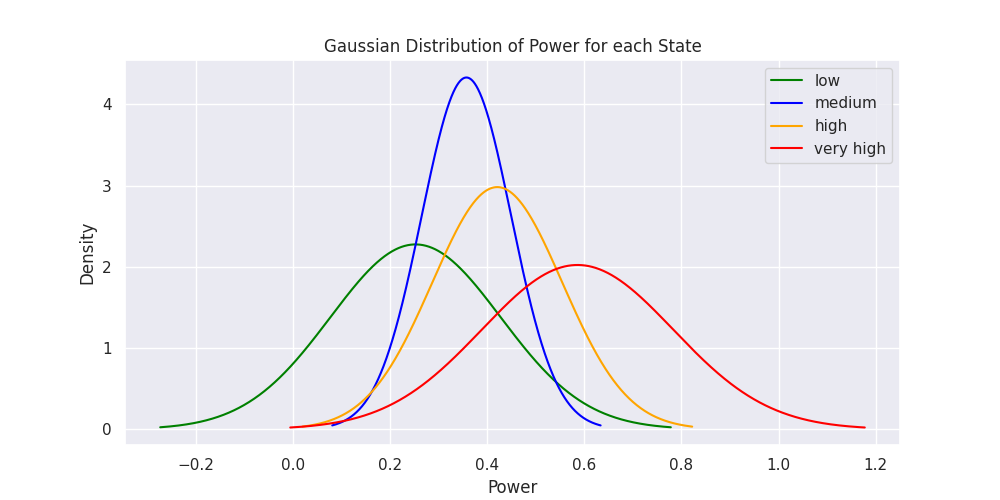 Gaussian Distribution of Power for each State
low
medium
high
very high
Density
4
3
2
1
0
−0.2 0.0 0.2 0.4 0.6 0.8 1.0 1.2
Power